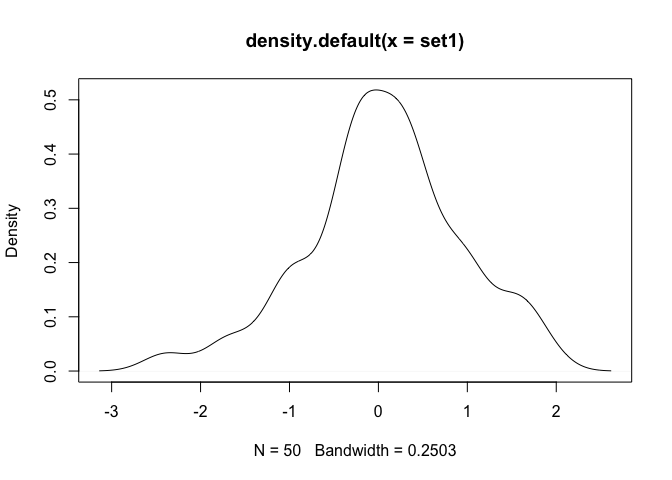 density.default(x = set1)
Density
0.5
0.4
0.3
0.2
0.1
0.0
-3 -2 -1 0 1 2
N = 50 Bandwidth = 0.2503